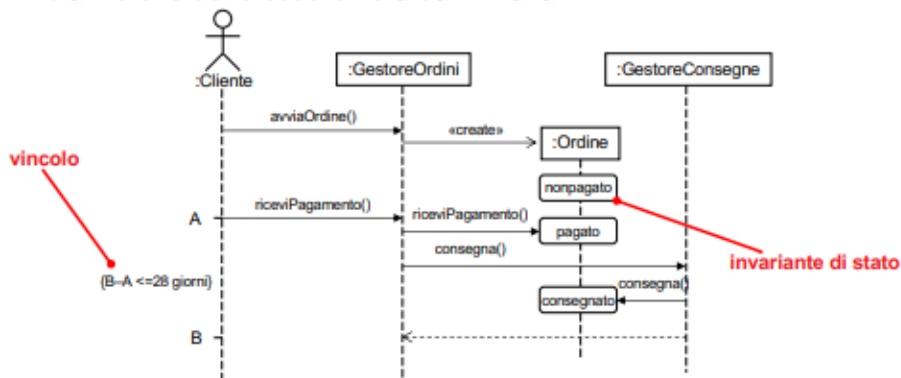 :Cliente
:GestoreOrdini
:GestoreConsegne
avviaOrdine()
«create»
:Ordine
vincolo
nonpagato
A
riceviPagamento()
riceviPagamento()
pagato
consegna()
invariante di stato
{B–A <=28 giorni}
consegnato
consegna()
B